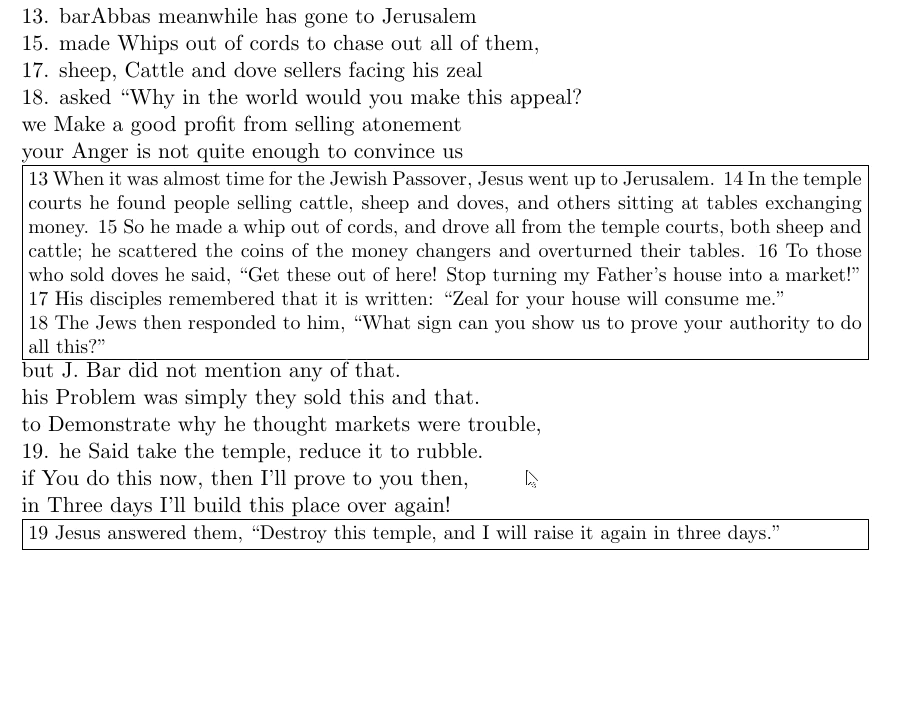 13. barAbbas meanwhile has gone to Jerusalem
15. made Whips out of cords to chase out all of them,
17. sheep, Cattle and dove sellers facing his zeal
18. asked “Why in the world would you make this appeal?
we Make a good profit from selling atonement
your Anger is not quite enough to convince us
13 When it was almost time for the Jewish Passover, Jesus went up to Jerusalem. 14 In the temple
courts he found people selling cattle, sheep and doves, and others sitting at tables exchanging
money. 15 So he made a whip out of cords, and drove all from the temple courts, both sheep and
cattle; he scattered the coins of the money changers and overturned their tables. 16 To those
who sold doves he said, “Get these out of here! Stop turning my Father’s house into a market!”
17 His disciples remembered that it is written: “Zeal for your house will consume me.”
18 The Jews then responded to him, “What sign can you show us to prove your authority to do
all this?”
but J. Bar did not mention any of that.
his Problem was simply they sold this and that.
to Demonstrate why he thought markets were trouble,
19. he Said take the temple, reduce it to rubble.
if You do this now, then I’ll prove to you then,
in Three days I’ll build this place over again!
19 Jesus answered them, “Destroy this temple, and I will raise it again in three days.”